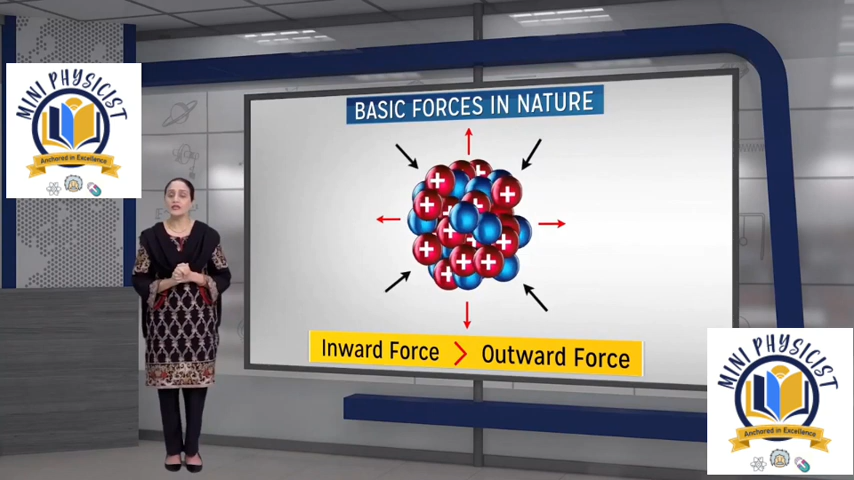 MINI PHYSICIST
Anchored in Excellence
BASIC FORCES IN NATURE
+ + + + + + + + +
Inward Force > Outward Force
MINI PHYSICIST
Anchored in Excellence